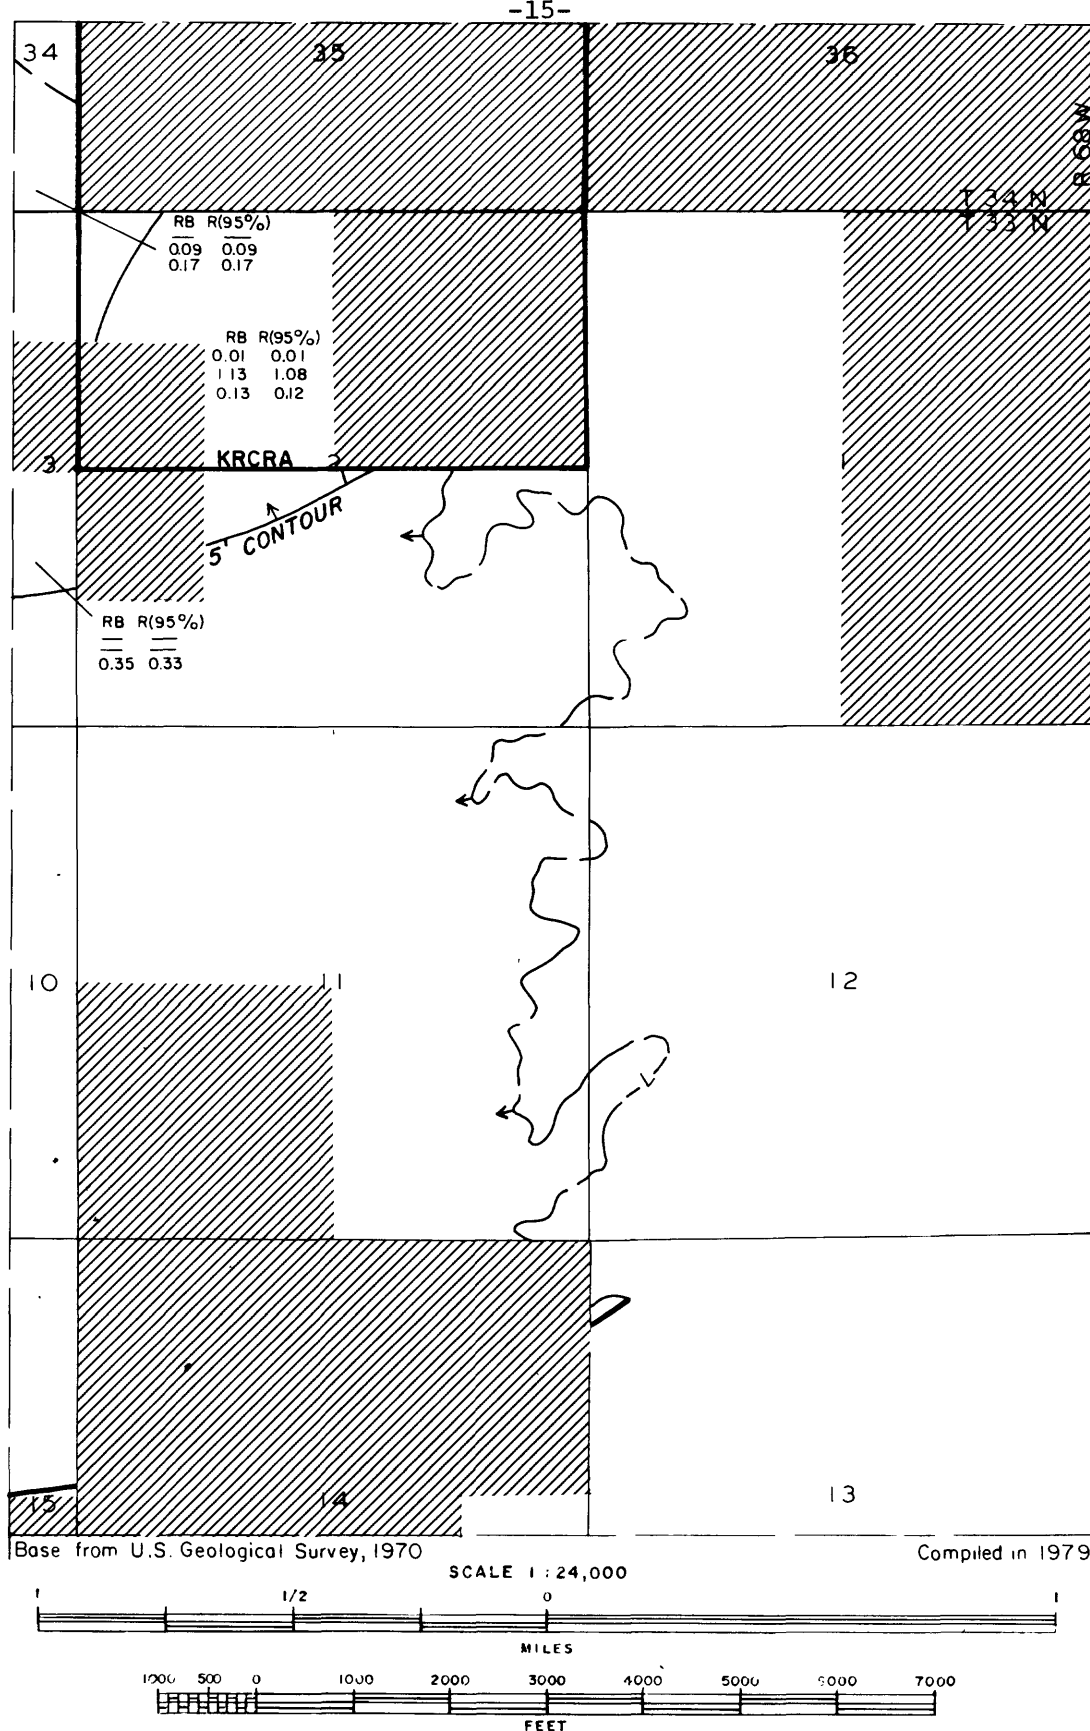 -15-
34 35 36
R 68 W
T 34 N
T 33 N
RB R(95%)
0.09 0.09
0.17 0.17
RB R(95%)
0.01 0.01
1.13 1.08
0.13 0.12
3 KRCRA 2 1
5' CONTOUR
RB R(95%)
0.35 0.33
10 11 12
15 14 13
Base from U.S. Geological Survey, 1970 Compiled in 1979
SCALE 1 : 24,000
1 1/2 0 1
MILES
1000 500 0 1000 2000 3000 4000 5000 6000 7000
FEET